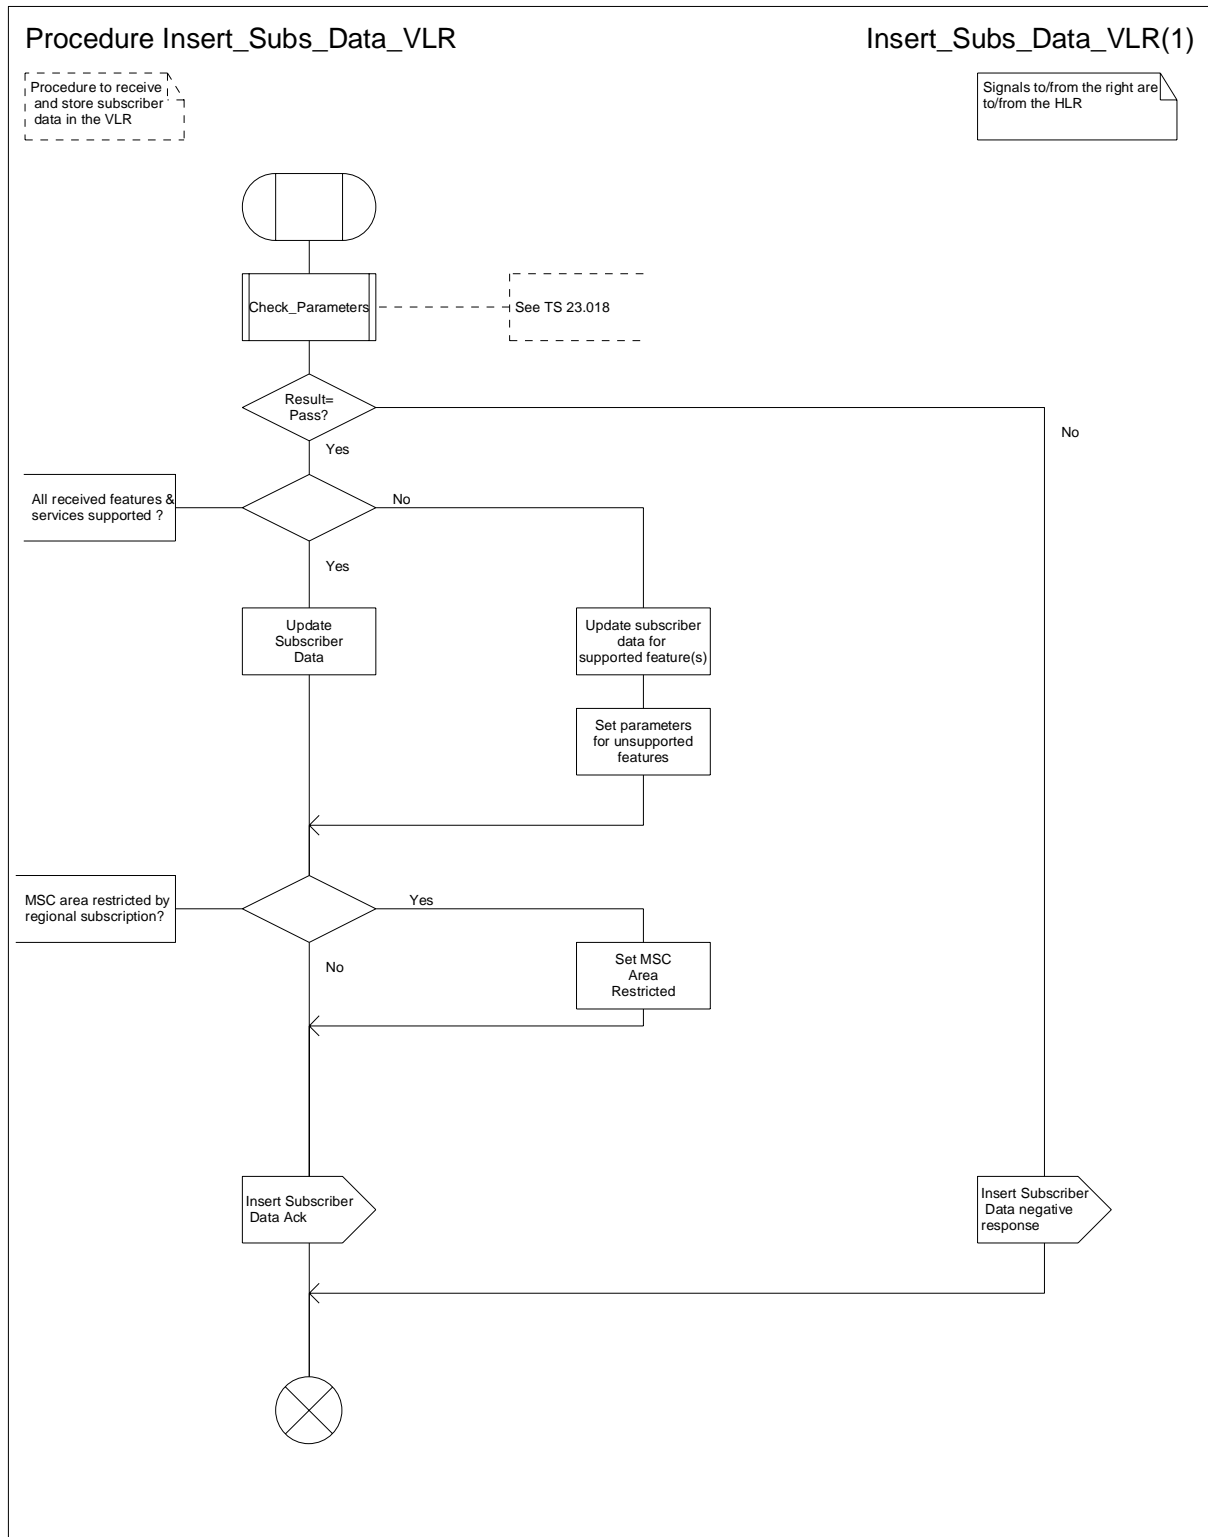 Procedure Insert_Subs_Data_VLR
Insert_Subs_Data_VLR(1)
Procedure to receive
and store subscriber
data in the VLR
Signals to/from the right are
to/from the HLR
Check_Parameters
See TS 23.018
Result=
Pass?
No
Yes
All received features &
services supported ?
No
Yes
Update
Subscriber
Data
Update subscriber
data for
supported feature(s)
Set parameters
for unsupported
features
MSC area restricted by
regional subscription?
Yes
No
Set MSC
Area
Restricted
Insert Subscriber
Data Ack
Insert Subscriber
Data negative
response